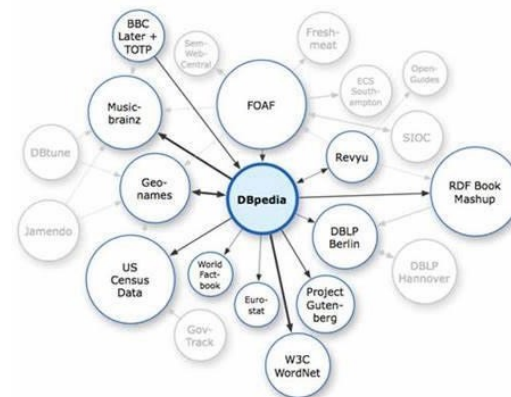 BBC
Later +
TOTP
Fresh-
meat
Sem-
Web-
Central
Open-
Guides
ECS
South-
ampton
FOAF
Music-
brainz
SIOC
DBtune
Revyu
Geo-
names
DBpedia
RDF Book
Mashup
Jamendo
DBLP
Berlin
US
Census
Data
World
Fact-
book
DBLP
Hannover
Euro-
stat
Project
Guten-
berg
Gov-
Track
W3C
WordNet